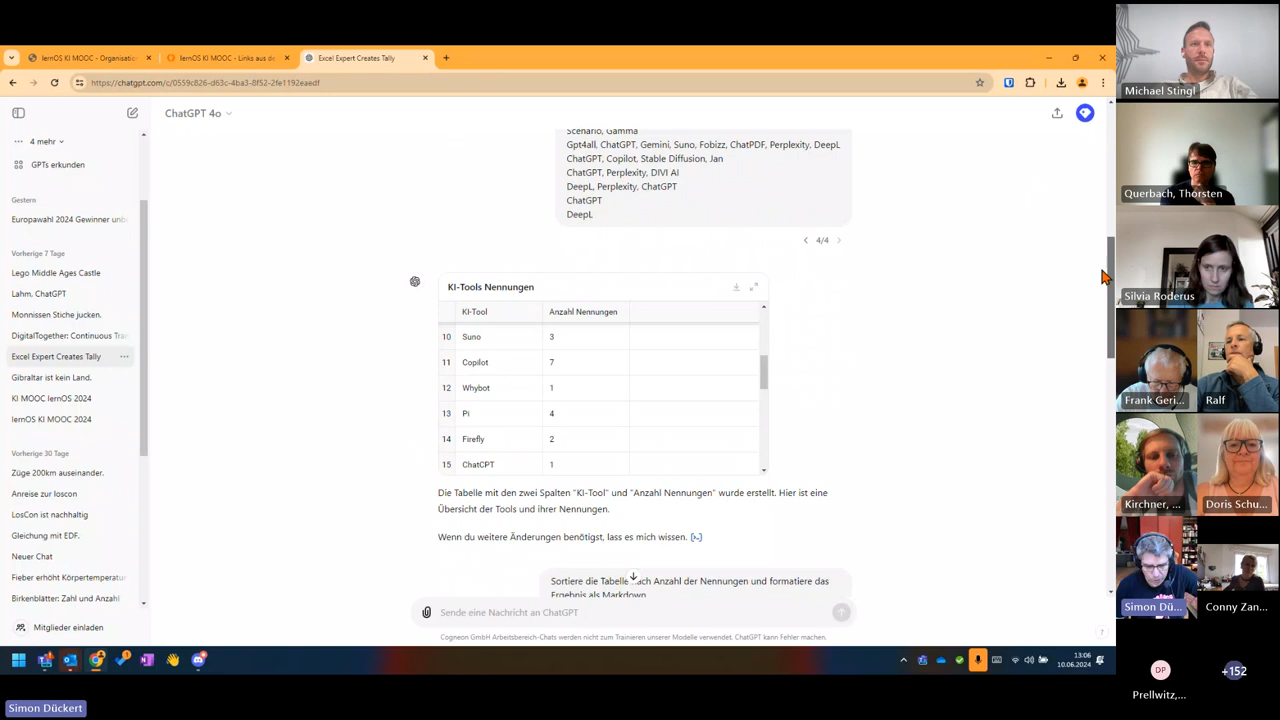 lernOS KI MOOC - Organisation
lernOS KI MOOC - Links aus de
Excel Expert Creates Tally
https://chatgpt.com/c/0559c826-d63c-4ba3-8f52-2fe1192eaedf
ChatGPT 4o
4 mehr
GPTs erkunden
Gestern
Europawahl 2024 Gewinner unb
Vorherige 7 Tage
Lego Middle Ages Castle
Lahm, ChatGPT
Monnissen Stiche jucken.
DigitalTogether: Continuous Tra
Excel Expert Creates Tally
Gibraltar ist kein Land.
KI MOOC lernOS 2024
lernOS KI MOOC 2024
Vorherige 30 Tage
Züge 200km auseinander.
Anreise zur loscon
LosCon ist nachhaltig
Gleichung mit EDF.
Neuer Chat
Fieber erhöht Körpertemperatur
Birkenblätter: Zahl und Anzahl
Mitglieder einladen
Scenario, Gamma
Gpt4all, ChatGPT, Gemini, Suno, Fobizz, ChatPDF, Perplexity, DeepL
ChatGPT, Copilot, Stable Diffusion, Jan
ChatGPT, Perplexity, DIVI AI
DeepL, Perplexity, ChatGPT
ChatGPT
DeepL
4/4
KI-Tools Nennungen
KI-Tool Anzahl Nennungen
10 Suno 3
11 Copilot 7
12 Whybot 1
13 Pi 4
14 Firefly 2
15 ChatCPT 1
Die Tabelle mit den zwei Spalten "KI-Tool" und "Anzahl Nennungen" wurde erstellt. Hier ist eine
Übersicht der Tools und ihrer Nennungen.
Wenn du weitere Änderungen benötigst, lass es mich wissen. [>-]
Sortiere die Tabelle nach Anzahl der Nennungen und formatiere das
Ergebnis als Markdown
Sende eine Nachricht an ChatGPT
Cogneon GmbH Arbeitsbereich-Chats werden nicht zum Trainieren unserer Modelle verwendet. ChatGPT kann Fehler machen.
?
13:06
10.06.2024
Simon Dückert
Michael Stingl
Querbach, Thorsten
Silvia Roderus
Frank Geri...
Ralf
Kirchner, ...
Doris Schu...
Simon Dü...
Conny Zan...
DP
Prellwitz,...
+152